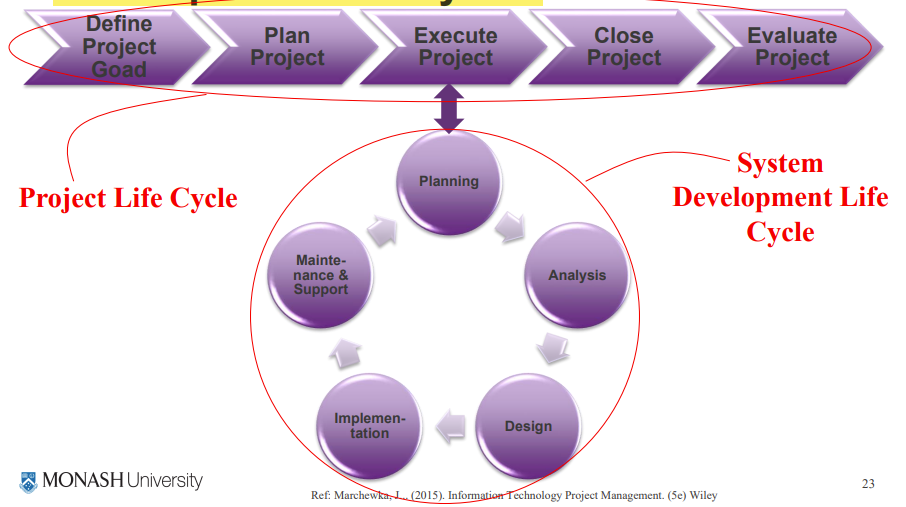 Define
Project
Goad
Plan
Project
Execute
Project
Close
Project
Evaluate
Project
Project Life Cycle
System
Development Life
Cycle
Planning
Analysis
Design
Implemen-
tation
Mainte-
nance &
Support
MONASH University
Ref: Marchewka, J., . (2015). Information Technology Project Management. (5e) Wiley
23